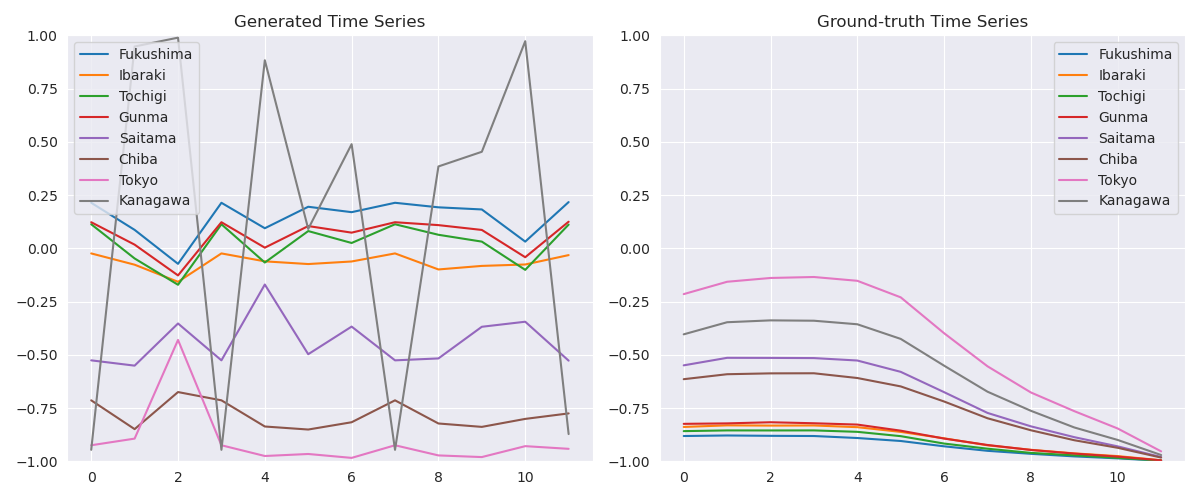 Generated Time Series
1.00
0.75
0.50
0.25
0.00
−0.25
−0.50
−0.75
−1.00
0
2
4
6
8
10
Fukushima
Ibaraki
Tochigi
Gunma
Saitama
Chiba
Tokyo
Kanagawa
Ground-truth Time Series
1.00
0.75
0.50
0.25
0.00
−0.25
−0.50
−0.75
−1.00
0
2
4
6
8
10
Fukushima
Ibaraki
Tochigi
Gunma
Saitama
Chiba
Tokyo
Kanagawa